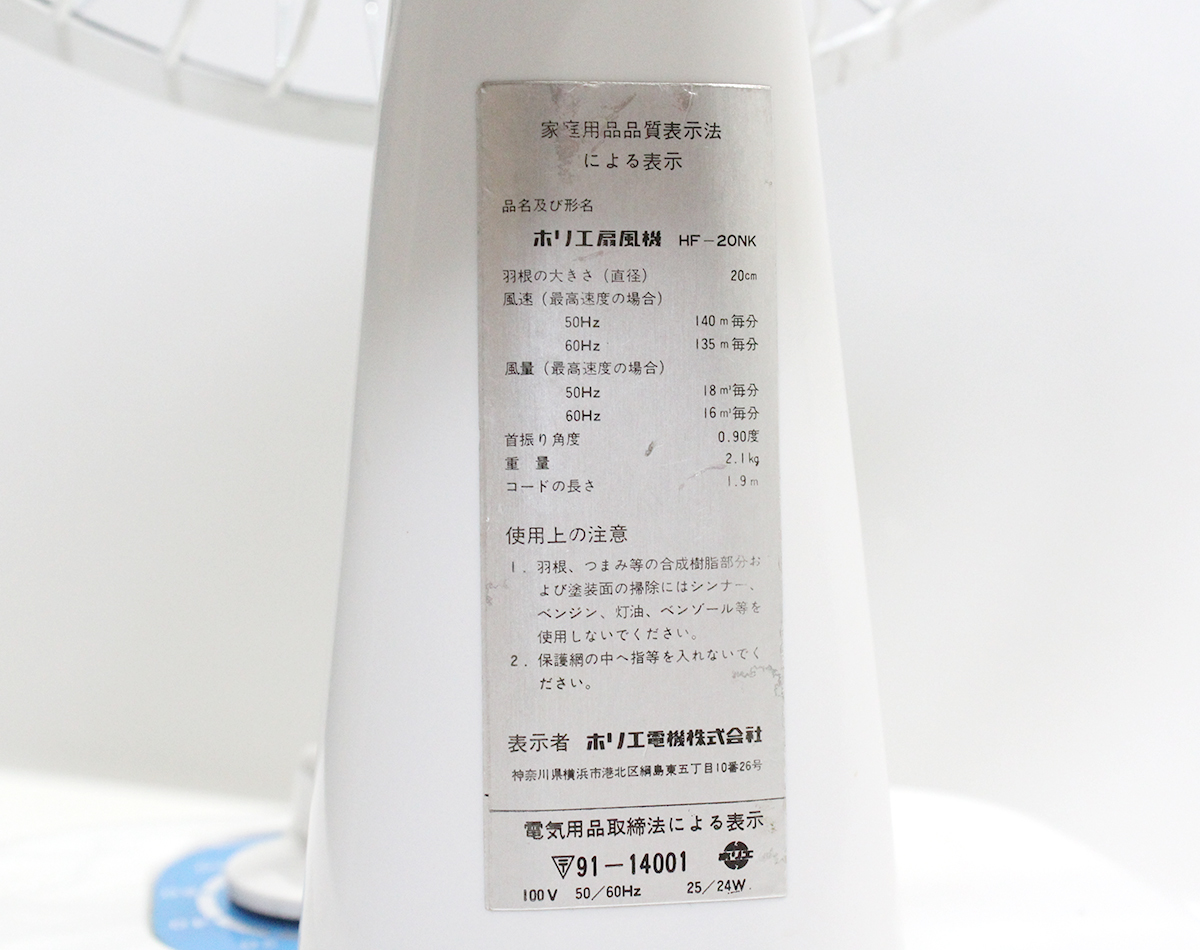 家庭用品品質表示法
による表示
品名及び形名
ホリエ扇風機 HF-20NK
羽根の大きさ(直径) 20cm
風速(最高速度の場合)
50Hz 140m毎分
60Hz 135m毎分
風量(最高速度の場合)
50Hz 18m³毎分
60Hz 16m³毎分
首振り角度 0.90度
重 量 2.1kg
コードの長さ 1.9m
使用上の注意
1. 羽根、つまみ等の合成樹脂部分お
よび塗装面の掃除にはシンナー、
ベンジン、灯油、ベンゾール等を
使用しないでください。
2. 保護網の中へ指等を入れないでく
ださい。
表示者 ホリエ電機株式会社
神奈川県横浜市港北区綱島東五丁目10番26号
電気用品取締法による表示
〒91-14001 ホリエ
100V 50/60Hz 25/24W